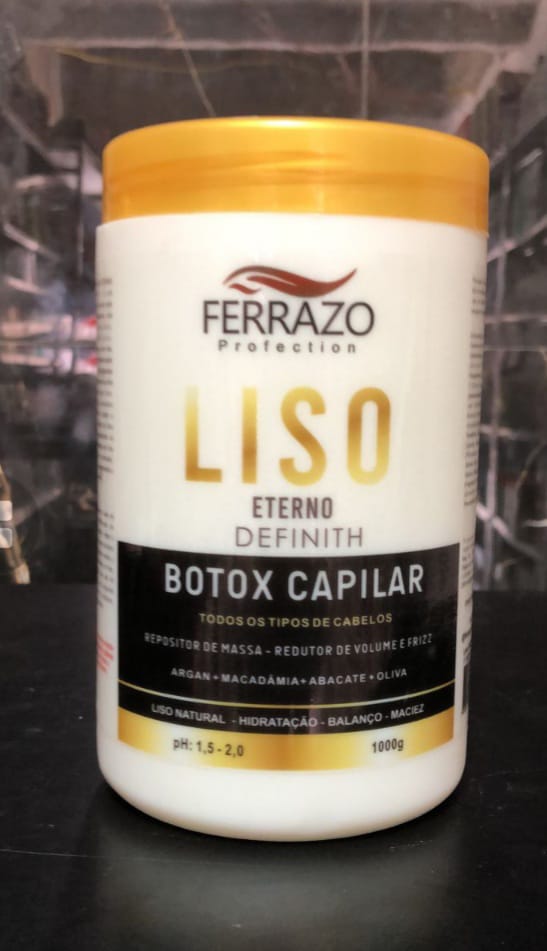 FERRAZO
Profection
LISO
ETERNO
DEFINITH
BOTOX CAPILAR
TODOS OS TIPOS DE CABELOS
REPOSITOR DE MASSA - REDUTOR DE VOLUME E FRIZZ
ARGAN + MACADÂMIA + ABACATE + OLIVA
LISO NATURAL - HIDRATAÇÃO - BALANÇO - MACIEZ
pH: 1,5 - 2,0 1000g